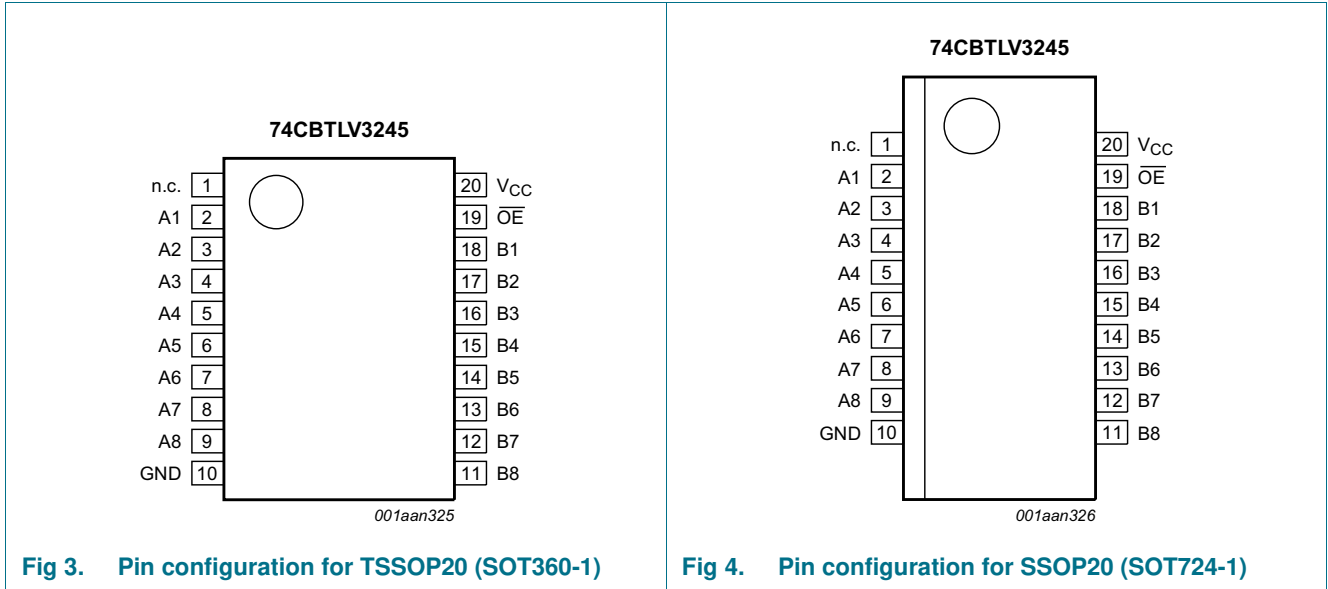 74CBTLV3245
n.c. 1 20 VCC
A1 2 19 O̅E̅
A2 3 18 B1
A3 4 17 B2
A4 5 16 B3
A5 6 15 B4
A6 7 14 B5
A7 8 13 B6
A8 9 12 B7
GND 10 11 B8
001aan325
Fig 3. Pin configuration for TSSOP20 (SOT360-1)
74CBTLV3245
n.c. 1 20 VCC
A1 2 19 O̅E̅
A2 3 18 B1
A3 4 17 B2
A4 5 16 B3
A5 6 15 B4
A6 7 14 B5
A7 8 13 B6
A8 9 12 B7
GND 10 11 B8
001aan326
Fig 4. Pin configuration for SSOP20 (SOT724-1)